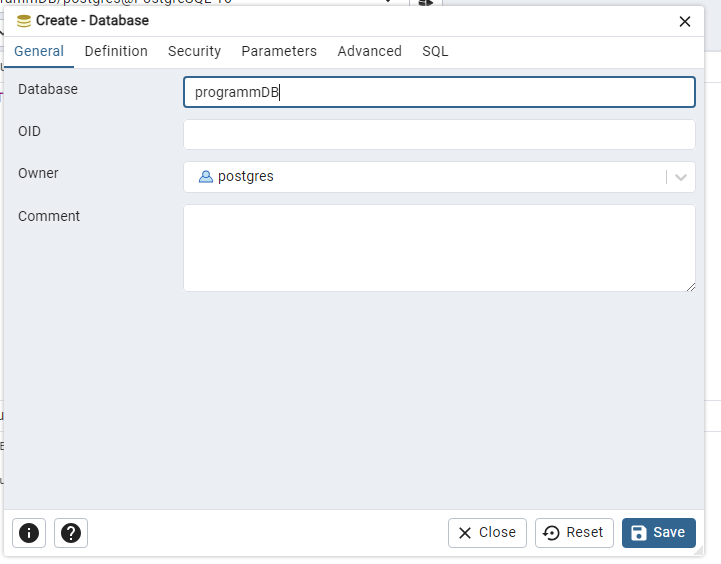 Create - Database
General Definition Security Parameters Advanced SQL
Database programmDB
OID
Owner postgres
Comment
Close Reset Save